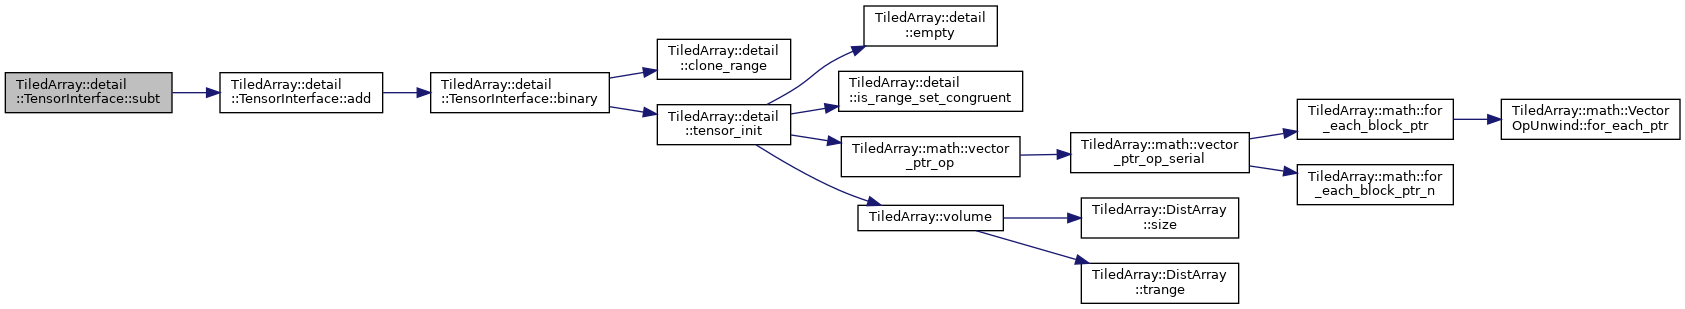 TiledArray::detail
::TensorInterface::subt
TiledArray::detail
::TensorInterface::add
TiledArray::detail
::TensorInterface::binary
TiledArray::detail
::clone_range
TiledArray::detail
::tensor_init
TiledArray::detail
::empty
TiledArray::detail
::is_range_set_congruent
TiledArray::math::vector
_ptr_op
TiledArray::volume
TiledArray::math::vector
_ptr_op_serial
TiledArray::DistArray
::size
TiledArray::DistArray
::trange
TiledArray::math::for
_each_block_ptr
TiledArray::math::for
_each_block_ptr_n
TiledArray::math::Vector
OpUnwind::for_each_ptr